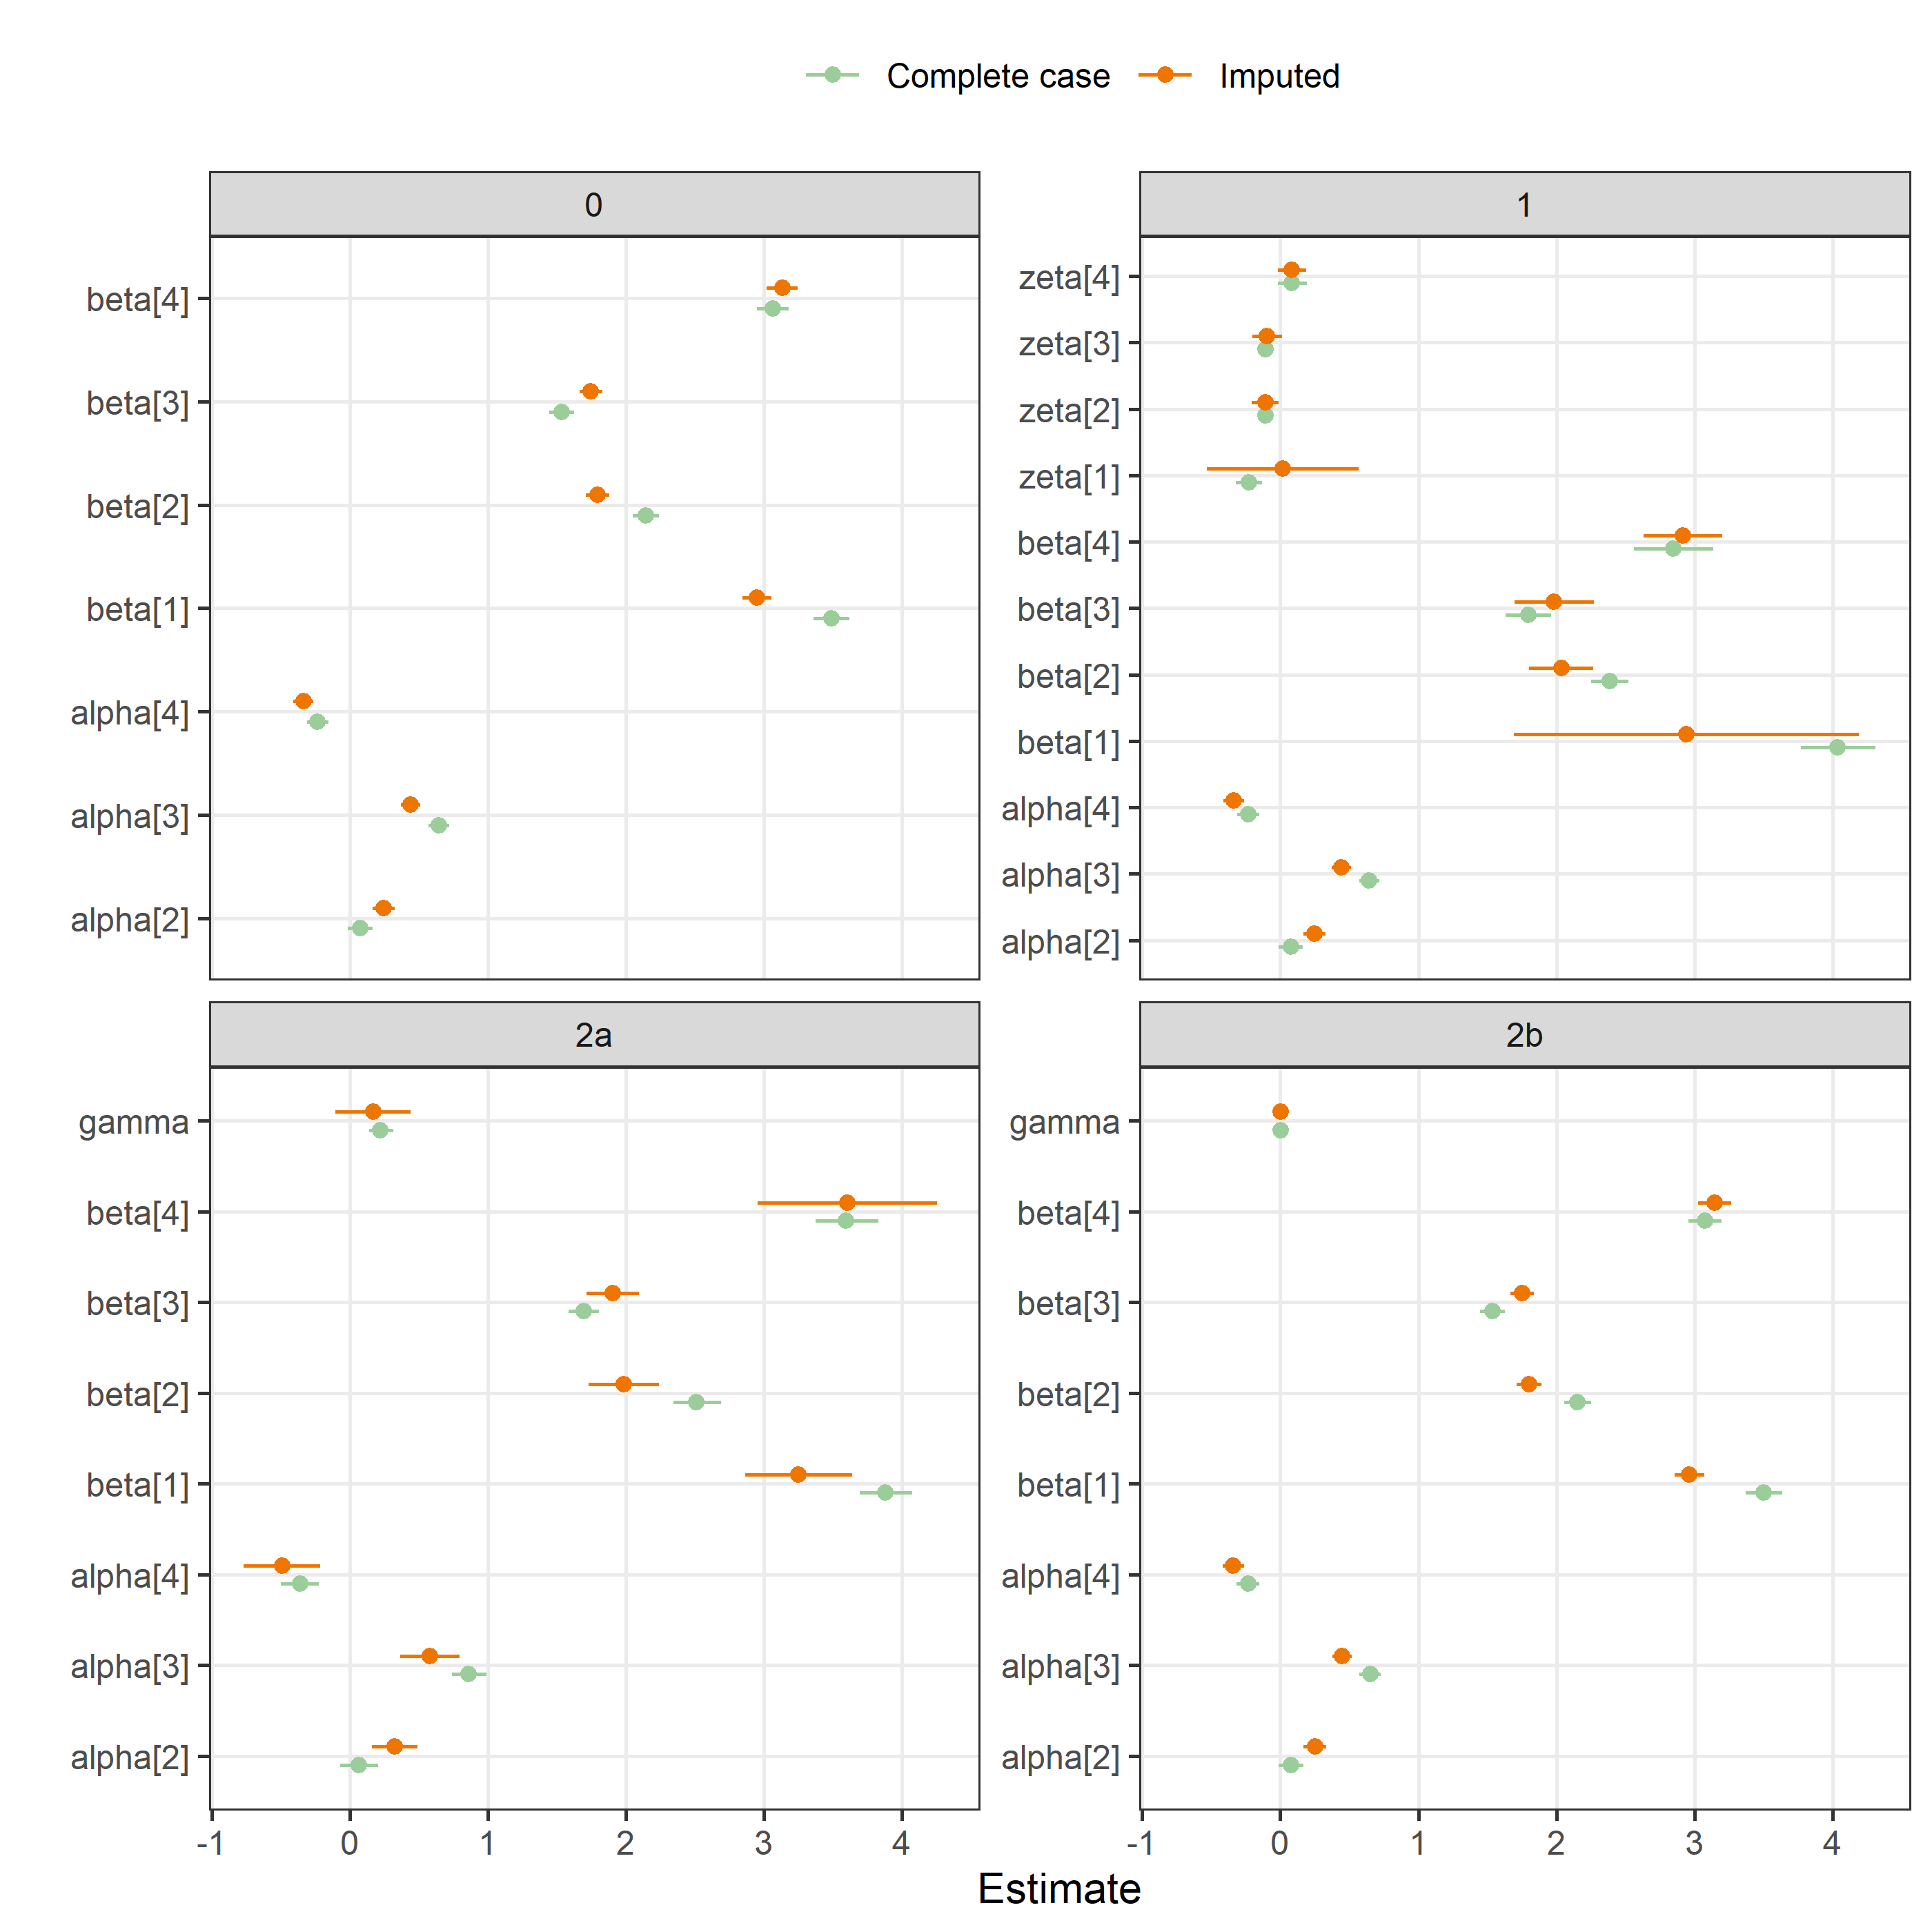 Complete case Imputed
0
beta[4]
beta[3]
beta[2]
beta[1]
alpha[4]
alpha[3]
alpha[2]
1
zeta[4]
zeta[3]
zeta[2]
zeta[1]
beta[4]
beta[3]
beta[2]
beta[1]
alpha[4]
alpha[3]
alpha[2]
2a
gamma
beta[4]
beta[3]
beta[2]
beta[1]
alpha[4]
alpha[3]
alpha[2]
-1 0 1 2 3 4
2b
gamma
beta[4]
beta[3]
beta[2]
beta[1]
alpha[4]
alpha[3]
alpha[2]
-1 0 1 2 3 4
Estimate